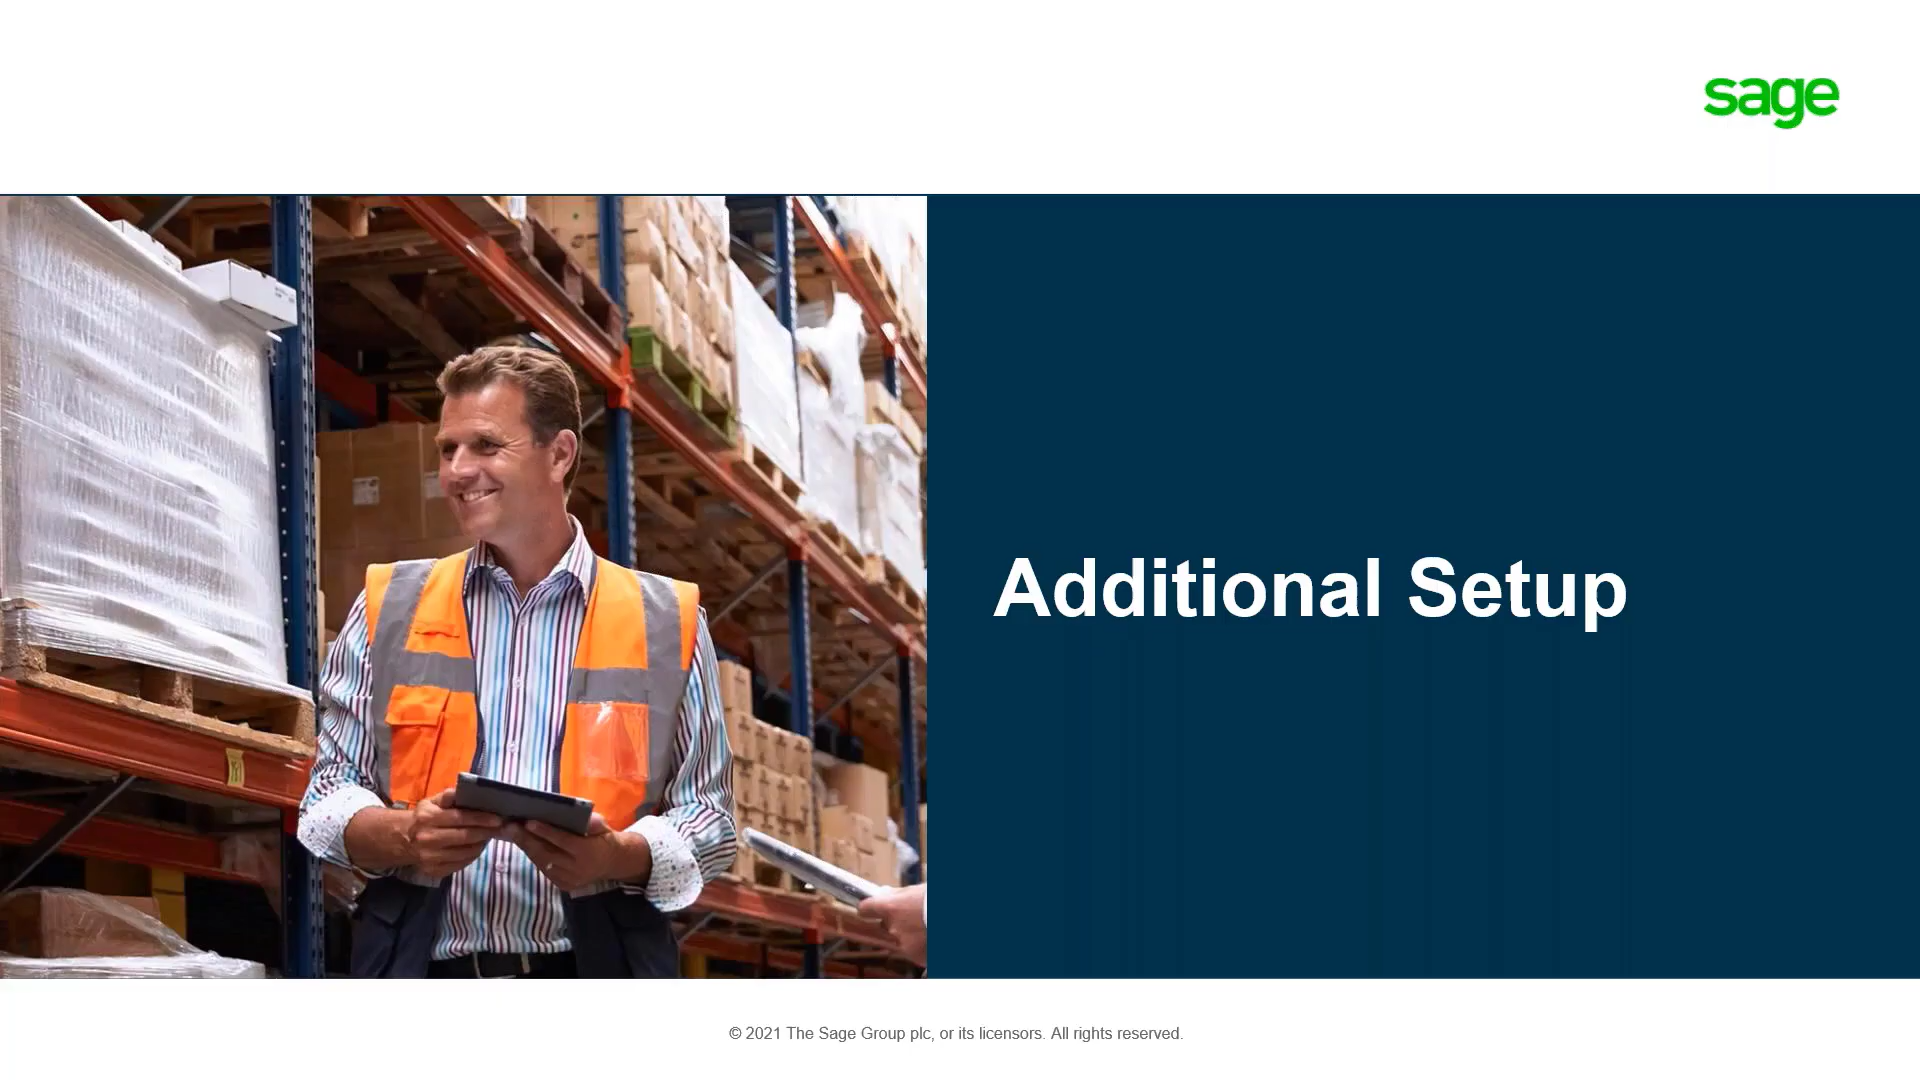 sage
Additional Setup
© 2021 The Sage Group plc, or its licensors. All rights reserved.